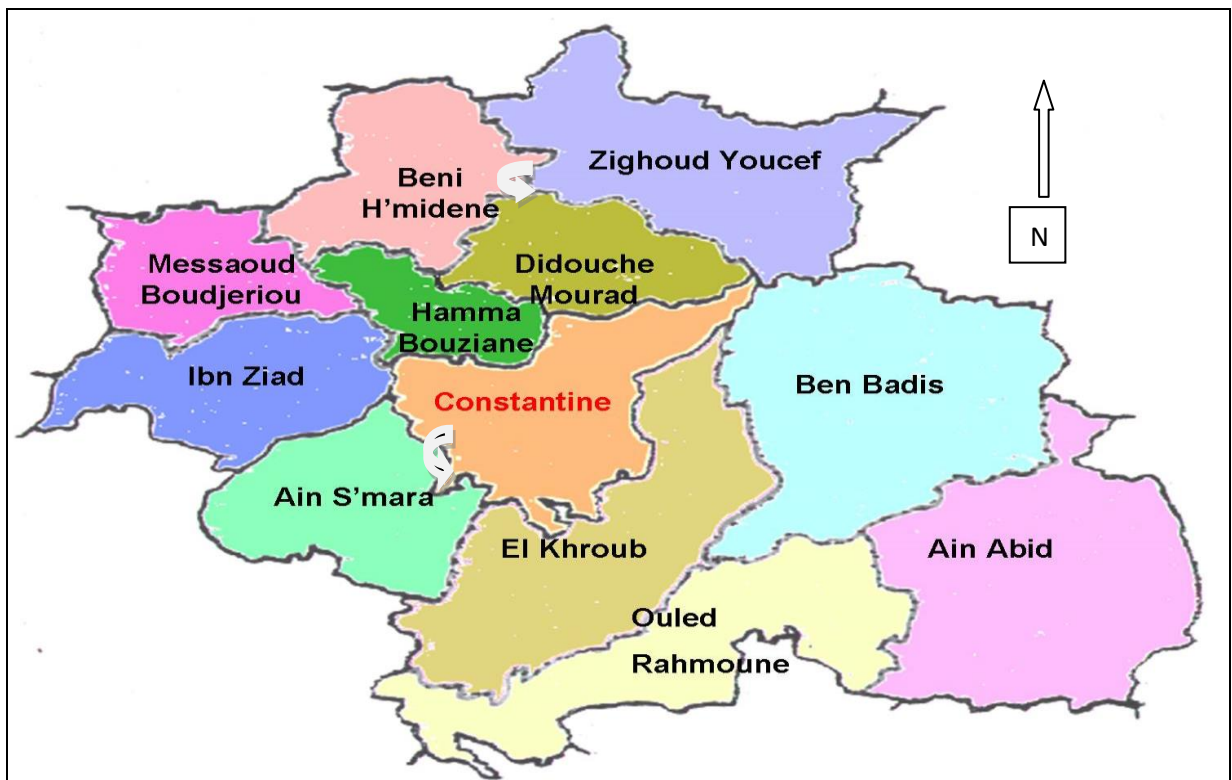 Zighoud Youcef
Beni
H’midene
N
Messaoud
Boudjeriou
Didouche
Mourad
Hamma
Bouziane
Ibn Ziad
Constantine
Ben Badis
Ain S’mara
El Khroub
Ain Abid
Ouled
Rahmoune